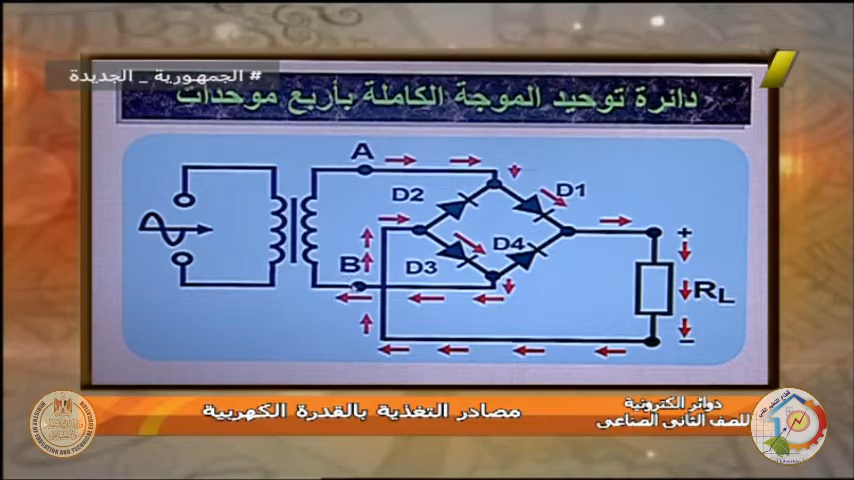 # الجمهورية _ الجديدة
دائرة توحيد الموجة الكاملة بأربع موحدات
A
D2
D1
+
B
D3
D4
RL
−
دوائر الكترونية
للصف الثانى الصناعى
مصادر التغذية بالقدرة الكهربية